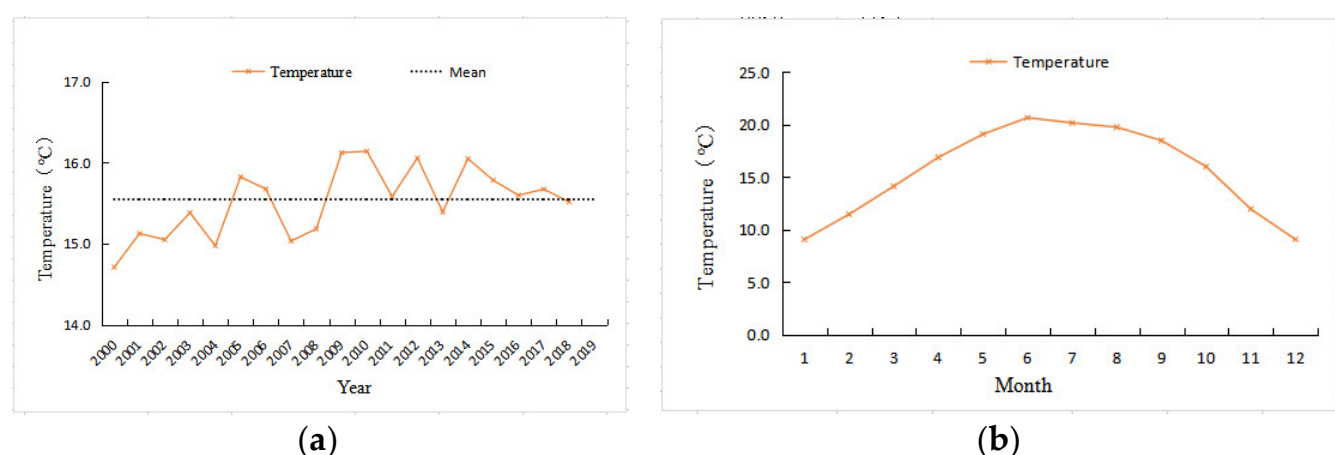 Temperature Mean
17.0
16.0
15.0
14.0
Temperature（°C）
2000 2001 2002 2003 2004 2005 2006 2007 2008 2009 2010 2011 2012 2013 2014 2015 2016 2017 2018 2019
Year
(a)
Temperature
25.0
20.0
15.0
10.0
5.0
0.0
Temperature（°C）
1 2 3 4 5 6 7 8 9 10 11 12
Month
(b)